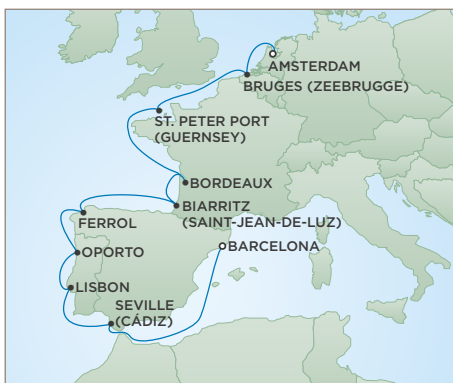 AMSTERDAM
BRUGES (ZEEBRUGGE)
ST. PETER PORT
(GUERNSEY)
BORDEAUX
BIARRITZ
(SAINT-JEAN-DE-LUZ)
FERROL
BARCELONA
OPORTO
LISBON
SEVILLE
(CÁDIZ)